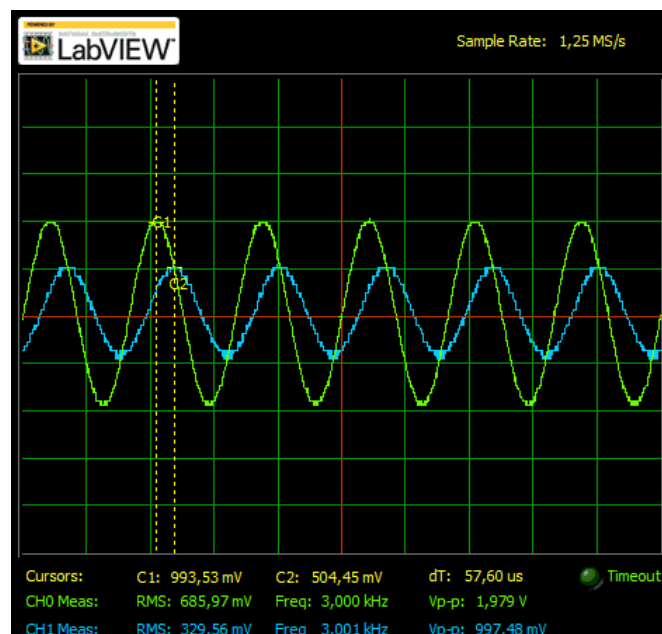 POWERED BY
NATIONAL INSTRUMENTS
LabVIEW™
Sample Rate: 1,25 MS/s
C1
C2
Cursors: C1: 993,53 mV C2: 504,45 mV dT: 57,60 us Timeout
CH0 Meas: RMS: 685,97 mV Freq: 3,000 kHz Vp-p: 1,979 V
CH1 Meas: RMS: 329,56 mV Freq 3,001 kHz Vp-p: 997,48 mV